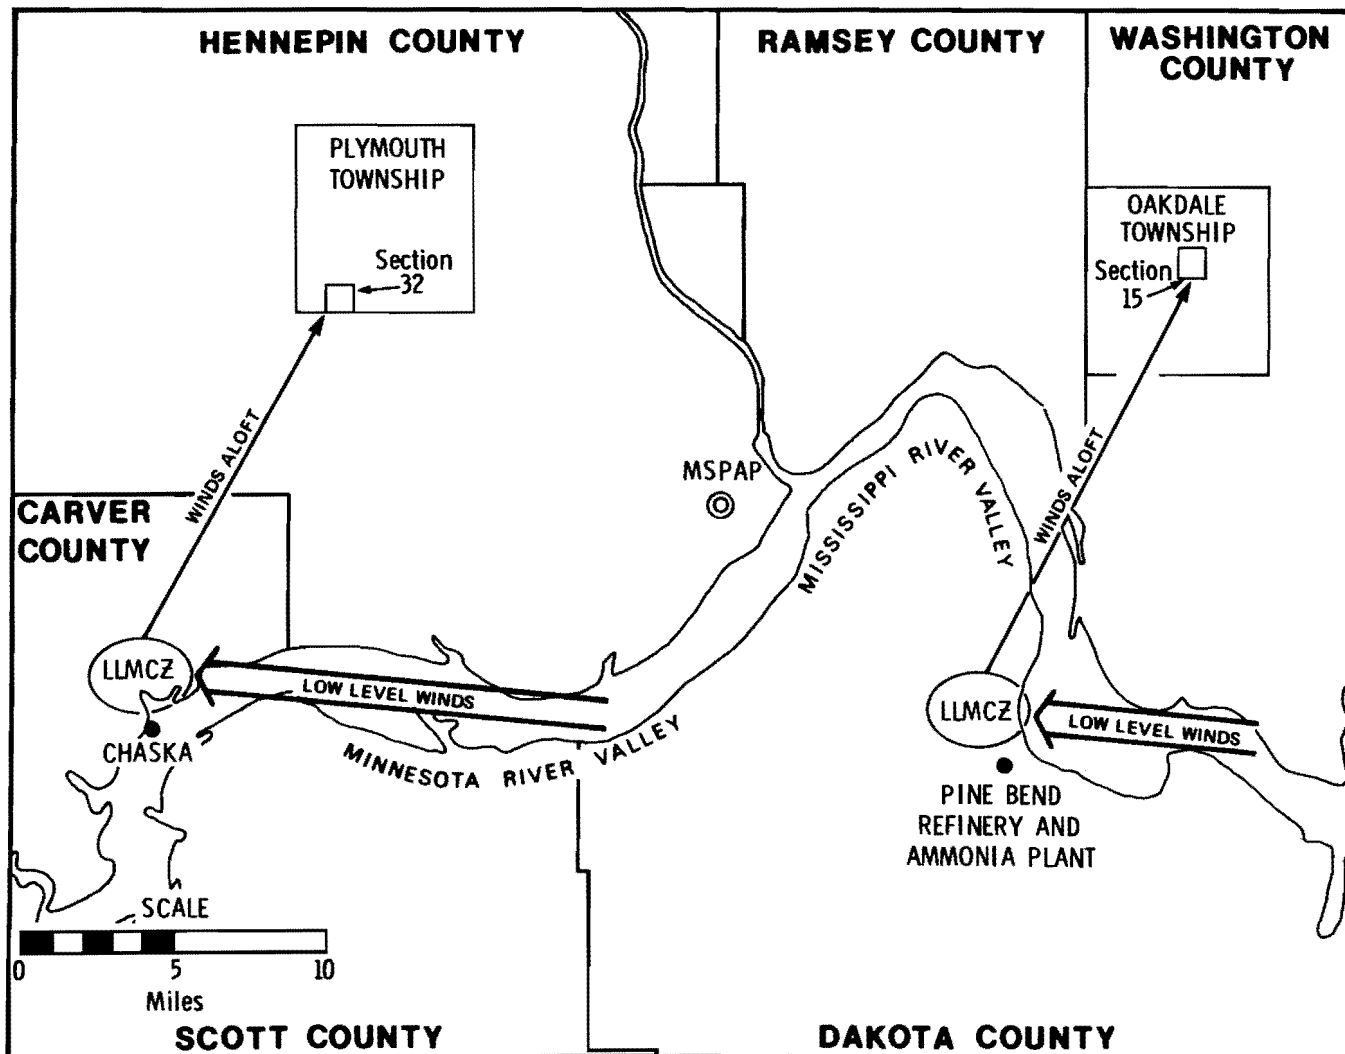 HENNEPIN COUNTY
RAMSEY COUNTY
WASHINGTON
COUNTY
PLYMOUTH
TOWNSHIP
Section
32
OAKDALE
TOWNSHIP
Section
15
WINDS ALOFT
WINDS ALOFT
MSPAP
MISSISSIPPI RIVER VALLEY
CARVER
COUNTY
LLMCZ
LOW LEVEL WINDS
LLMCZ
LOW LEVEL WINDS
CHASKA
MINNESOTA RIVER VALLEY
PINE BEND
REFINERY AND
AMMONIA PLANT
SCALE
0 5 10
Miles
SCOTT COUNTY
DAKOTA COUNTY